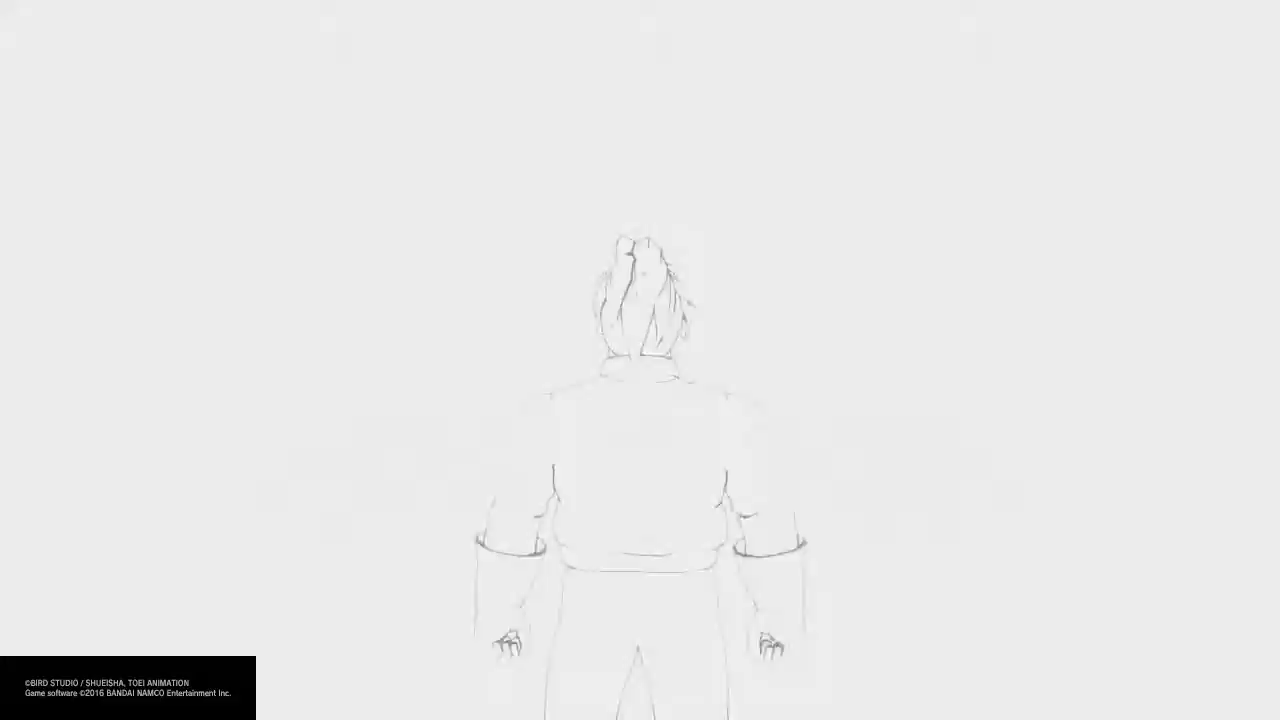 ©BIRD STUDIO / SHUEISHA, TOEI ANIMATION
Game software ©2016 BANDAI NAMCO Entertainment Inc.